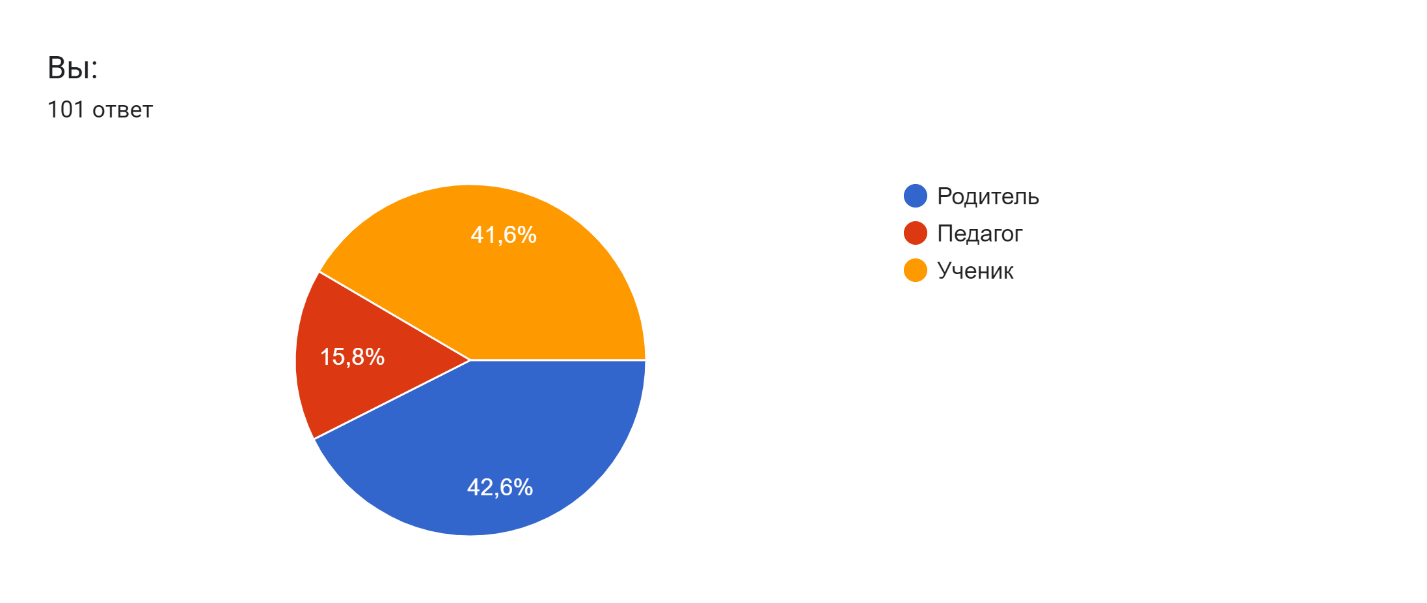 Вы:
101 ответ
41,6%
15,8%
42,6%
Родитель
Педагог
Ученик